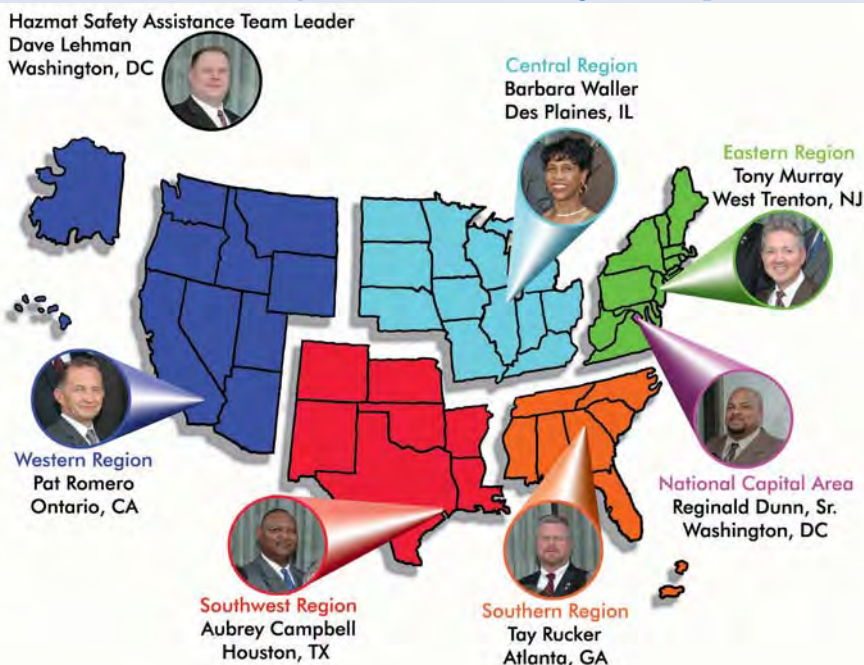 Hazmat Safety Assistance Team Leader
Dave Lehman
Washington, DC
Central Region
Barbara Waller
Des Plaines, IL
Eastern Region
Tony Murray
West Trenton, NJ
Western Region
Pat Romero
Ontario, CA
National Capital Area
Reginald Dunn, Sr.
Washington, DC
Southwest Region
Aubrey Campbell
Houston, TX
Southern Region
Tay Rucker
Atlanta, GA